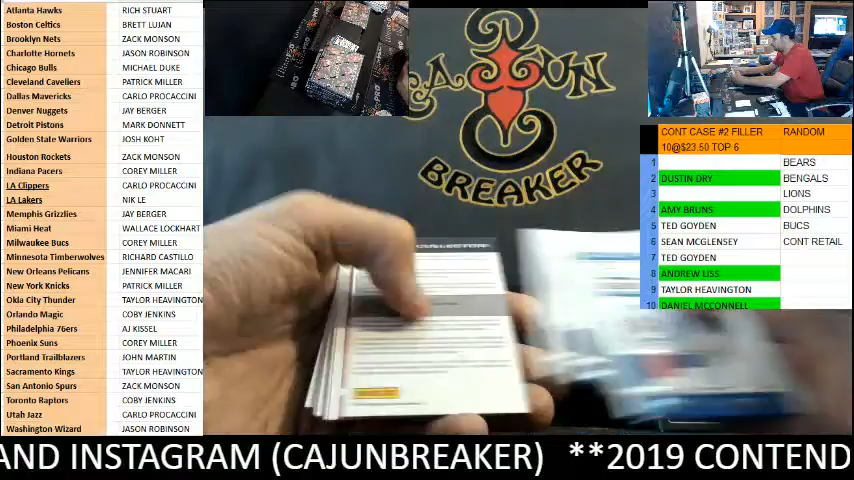 Atlanta Hawks RICH STUART
Boston Celtics BRETT LUJAN
Brooklyn Nets ZACK MONSON
Charlotte Hornets JASON ROBINSON
Chicago Bulls MICHAEL DUKE
Cleveland Caveliers PATRICK MILLER
Dallas Mavericks CARLO PROCACCINI
Denver Nuggets JAY BERGER
Detroit Pistons MARK DONNETT
Golden State Warriors JOSH KOHT
Houston Rockets ZACK MONSON
Indiana Pacers COREY MILLER
LA Clippers CARLO PROCACCINI
LA Lakers NIK LE
Memphis Grizzlies JAY BERGER
Miami Heat WALLACE LOCKHART
Milwaukee Bucs COREY MILLER
Minnesota Timberwolves RICHARD CASTILLO
New Orleans Pelicans JENNIFER MACARI
New York Knicks PATRICK MILLER
Okla City Thunder TAYLOR HEAVINGTON
Orlando Magic COBY JENKINS
Philadelphia 76ers AJ KISSEL
Phoenix Suns COREY MILLER
Portland Trailblazers JOHN MARTIN
Sacramento Kings TAYLOR HEAVINGTON
San Antonio Spurs ZACK MONSON
Toronto Raptors COBY JENKINS
Utah Jazz CARLO PROCACCINI
Washington Wizard JASON ROBINSON
CAJUN
BREAKER
CONT CASE #2 FILLER RANDOM
10@$23.50 TOP 6
1 BEARS
2 DUSTIN DRY BENGALS
3 LIONS
4 AMY BRUNS DOLPHINS
5 TED GOYDEN BUCS
6 SEAN MCGLENSEY CONT RETAIL
7 TED GOYDEN
8 ANDREW LISS
9 TAYLOR HEAVINGTON
10 DANIEL MCCONNELL
AND INSTAGRAM (CAJUNBREAKER) **2019 CONTEND